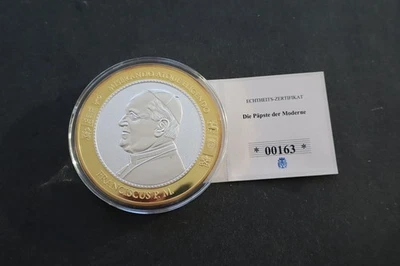 FRANCISCUS P.M.
ECHTHEITS-ZERTIFIKAT
Die Päpste der Moderne
* 00163 *